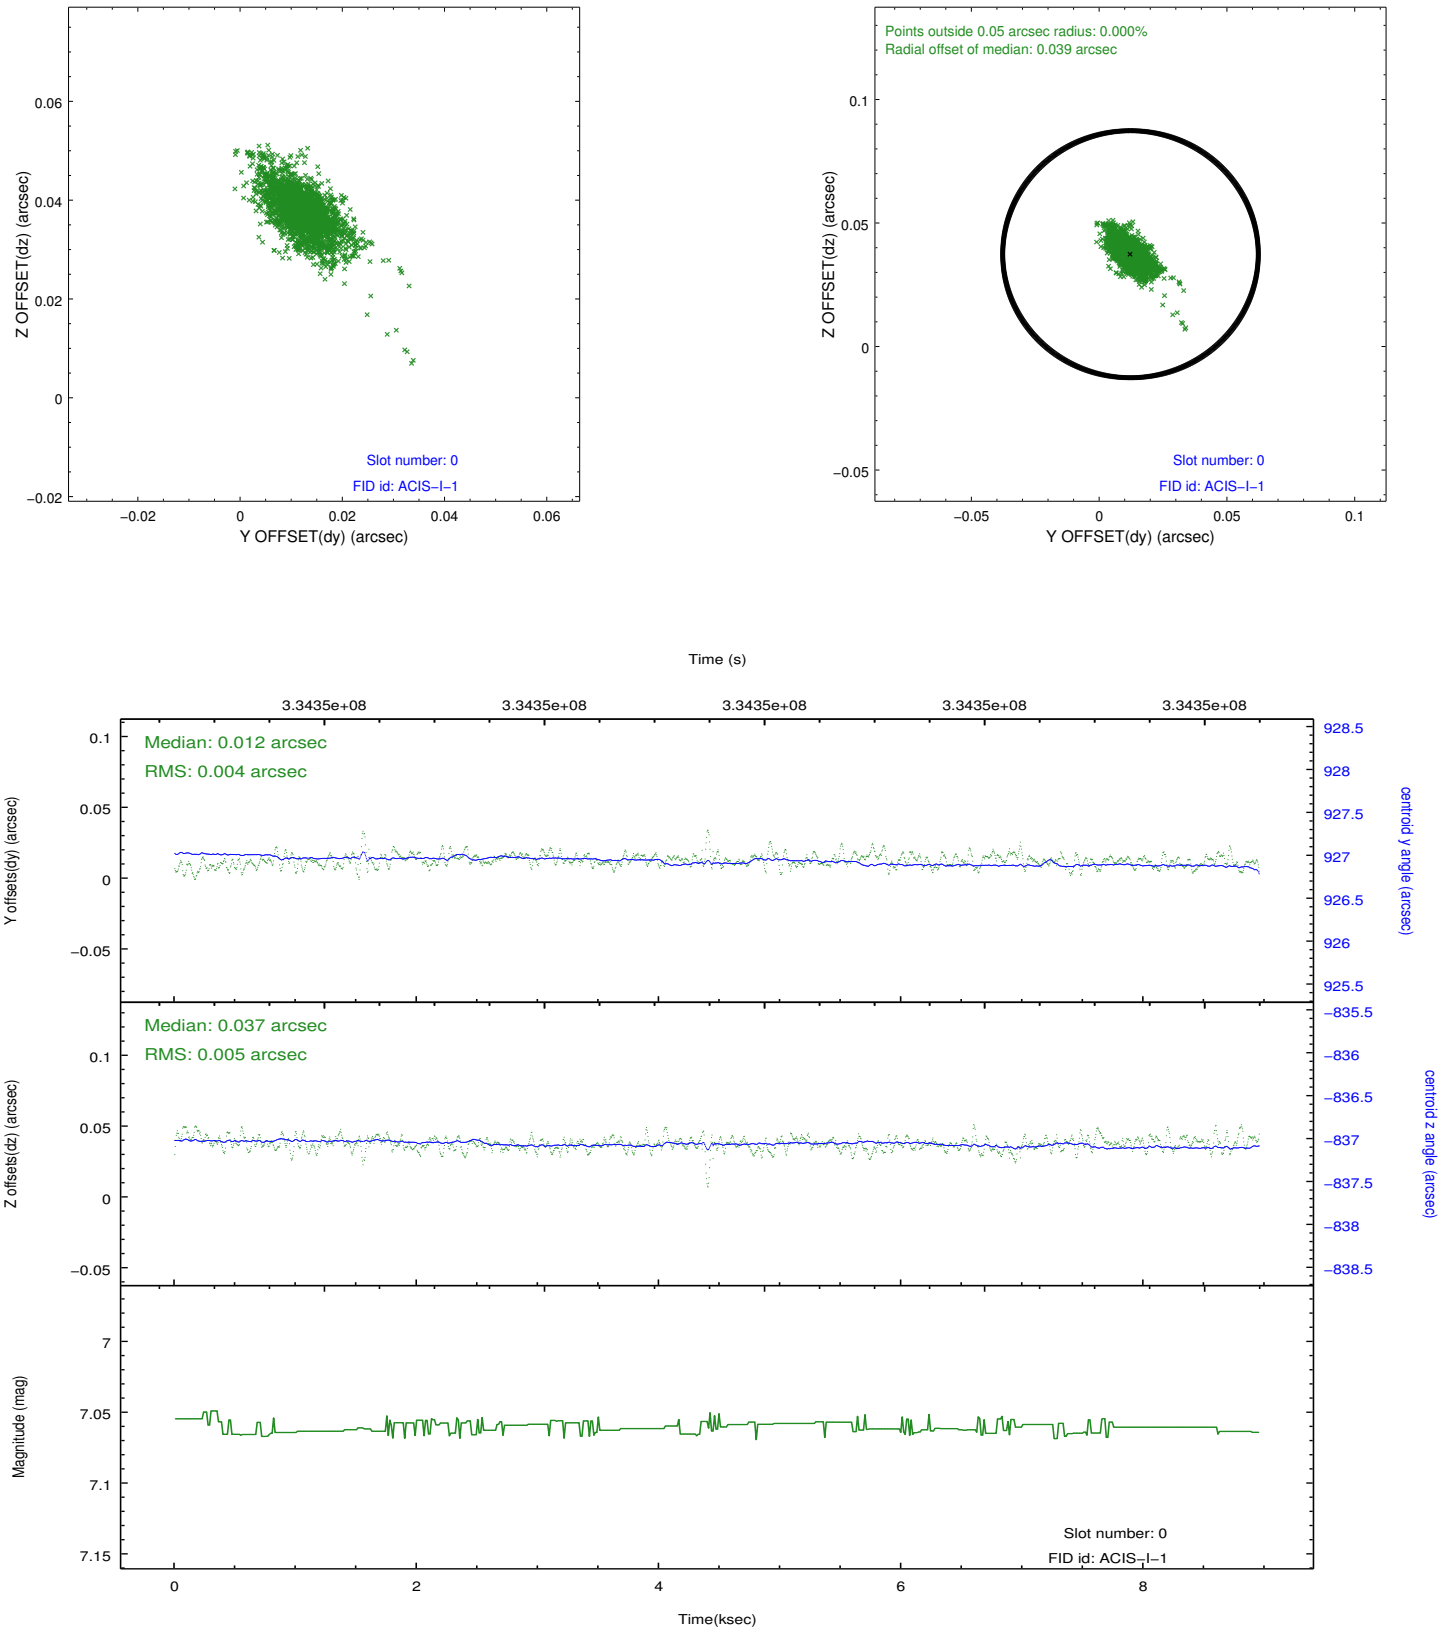 0.06
0.04
0.02
0
−0.02
Z OFFSET(dz) (arcsec)
Slot number: 0
FID id: ACIS−I−1
−0.02 0 0.02 0.04 0.06
Y OFFSET(dy) (arcsec)
Points outside 0.05 arcsec radius: 0.000%
Radial offset of median: 0.039 arcsec
0.1
0.05
0
−0.05
Z OFFSET(dz) (arcsec)
Slot number: 0
FID id: ACIS−I−1
−0.05 0 0.05 0.1
Y OFFSET(dy) (arcsec)
Time (s)
3.3435e+08 3.3435e+08 3.3435e+08 3.3435e+08 3.3435e+08
Median: 0.012 arcsec
RMS: 0.004 arcsec
0.1
0.05
0
−0.05
Y offsets(dy) (arcsec)
928.5
928
927.5
927
926.5
926
925.5
centroid y angle (arcsec)
Median: 0.037 arcsec
RMS: 0.005 arcsec
0.1
0.05
0
−0.05
Z offsets(dz) (arcsec)
−835.5
−836
−836.5
−837
−837.5
−838
−838.5
centroid z angle (arcsec)
7
7.05
7.1
7.15
Magnitude (mag)
Slot number: 0
FID id: ACIS−I−1
0 2 4 6 8
Time(ksec)